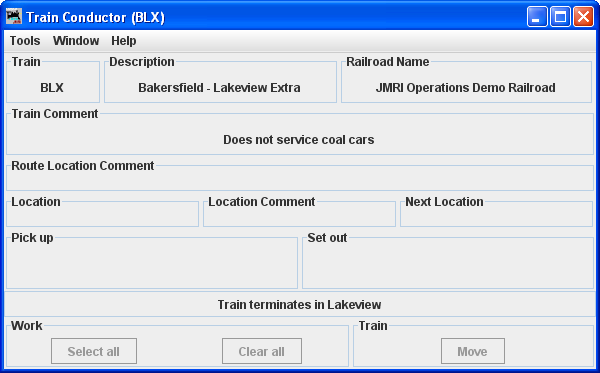 Train Conductor (BLX)
Tools Window Help
Train Description Railroad Name
BLX Bakersfield - Lakeview Extra JMRI Operations Demo Railroad
Train Comment
Does not service coal cars
Route Location Comment
Location Location Comment Next Location
Pick up Set out
Train terminates in Lakeview
Work Train
Select all Clear all Move